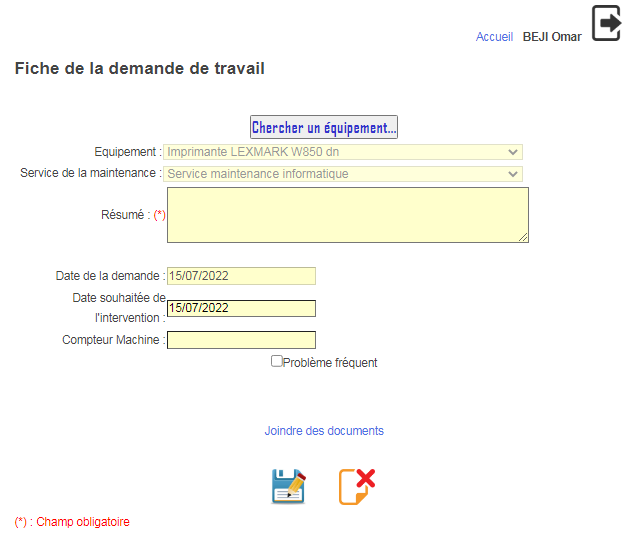 Accueil BEJI Omar
Fiche de la demande de travail
Chercher un équipement...
Equipement : Imprimante LEXMARK W850 dn
Service de la maintenance : Service maintenance informatique
Résumé : (*)
Date de la demande : 15/07/2022
Date souhaitée de
l'intervention : 15/07/2022
Compteur Machine :
Problème fréquent
Joindre des documents
(*) : Champ obligatoire